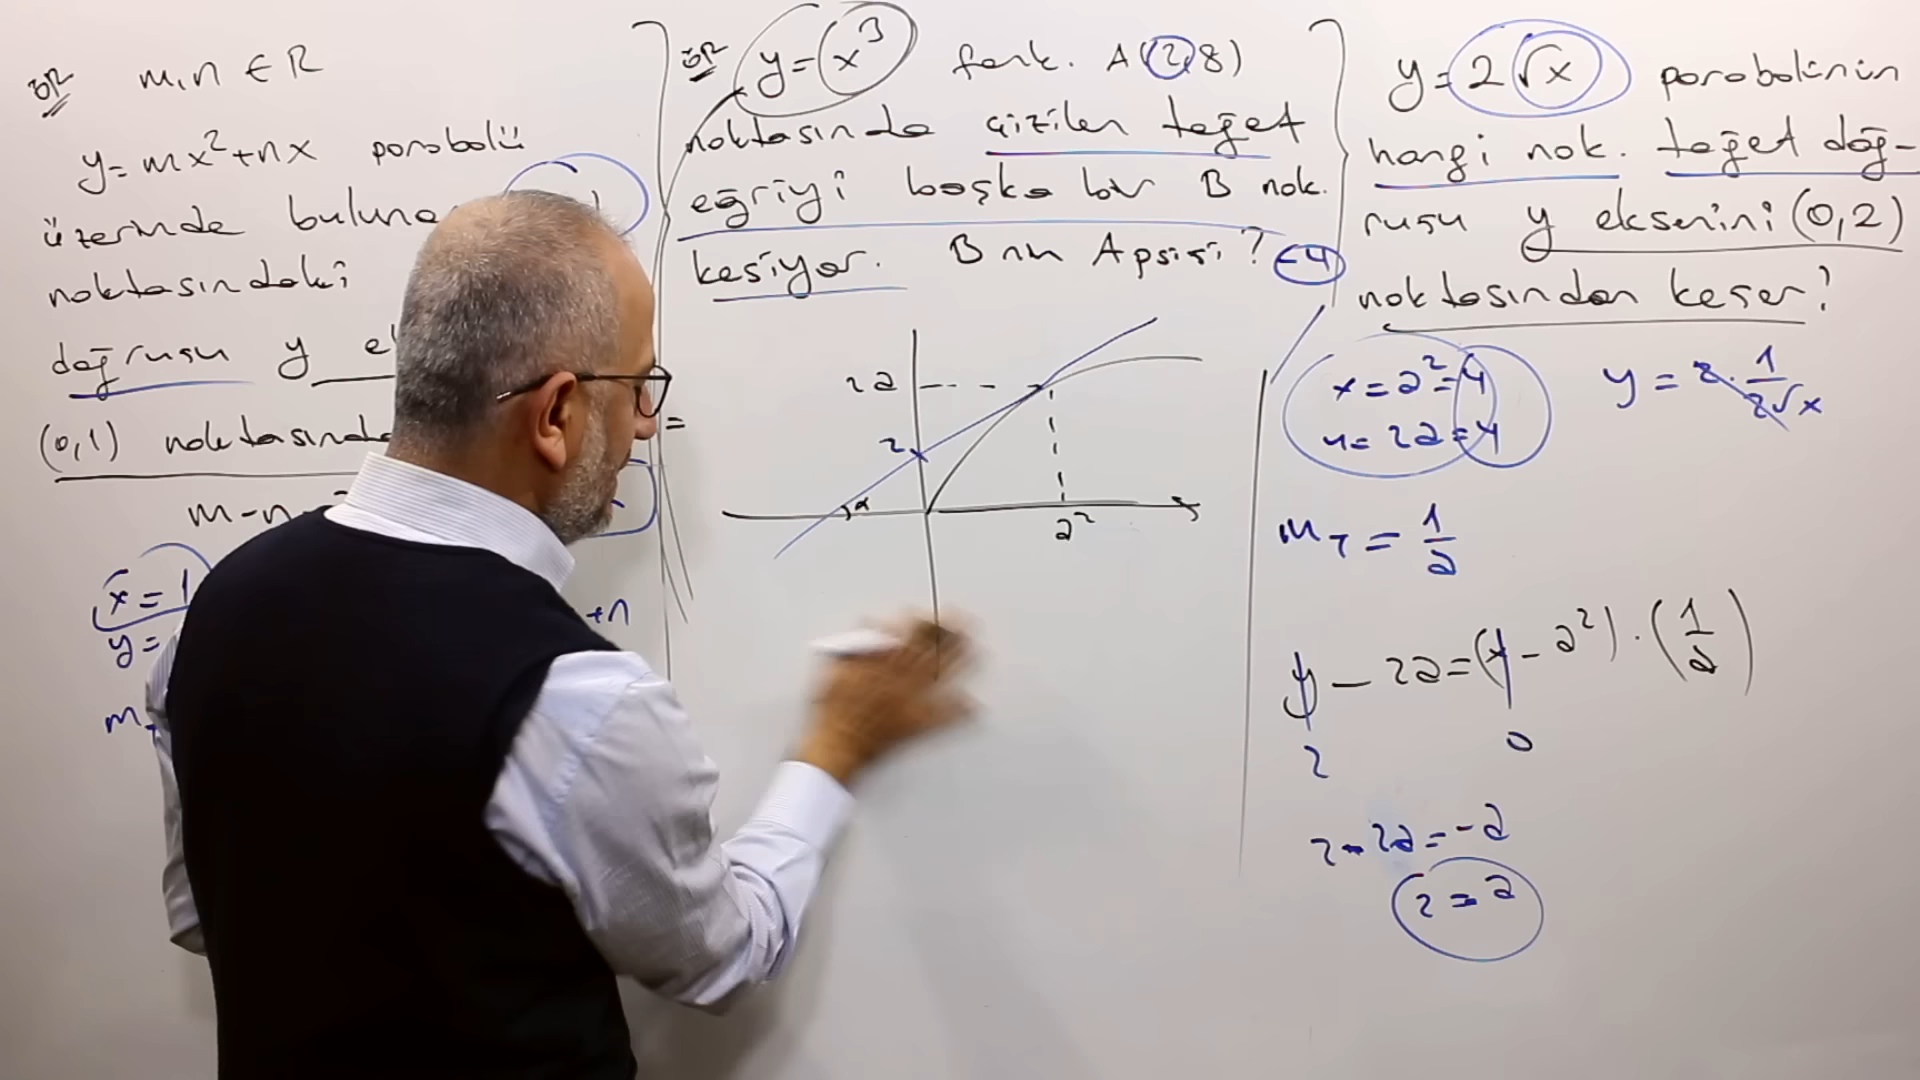 ÖR m,n ∈ R
y=mx²+nx parabolü
üzerinde
noktasındaki
doğrusu y
(0,1)
m-n
x=1
y=
+n
m
ÖR y=x³ fonk. A(2,8)
noktasında çizilen teğet
eğriyi başka bir B nok.
kesiyor. B nin Apsisi? -4
2a
2
α
a²
y=2√x parabolünün
hangi nok. teğet doğ-
rusu y eksenini (0,2)
noktasından keser?
x=a²=4
y=2a=4
y=2·1/2√x
m_T=1/a
y-2a=(x-a²)·(1/a)
2 0
2-2a=-a
2=a